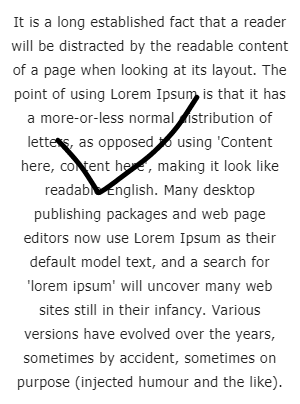 It is a long established fact that a reader
will be distracted by the readable content
of a page when looking at its layout. The
point of using Lorem Ipsum is that it has
a more-or-less normal distribution of
letters, as opposed to using 'Content
here, content here', making it look like
readable English. Many desktop
publishing packages and web page
editors now use Lorem Ipsum as their
default model text, and a search for
'lorem ipsum' will uncover many web
sites still in their infancy. Various
versions have evolved over the years,
sometimes by accident, sometimes on
purpose (injected humour and the like).